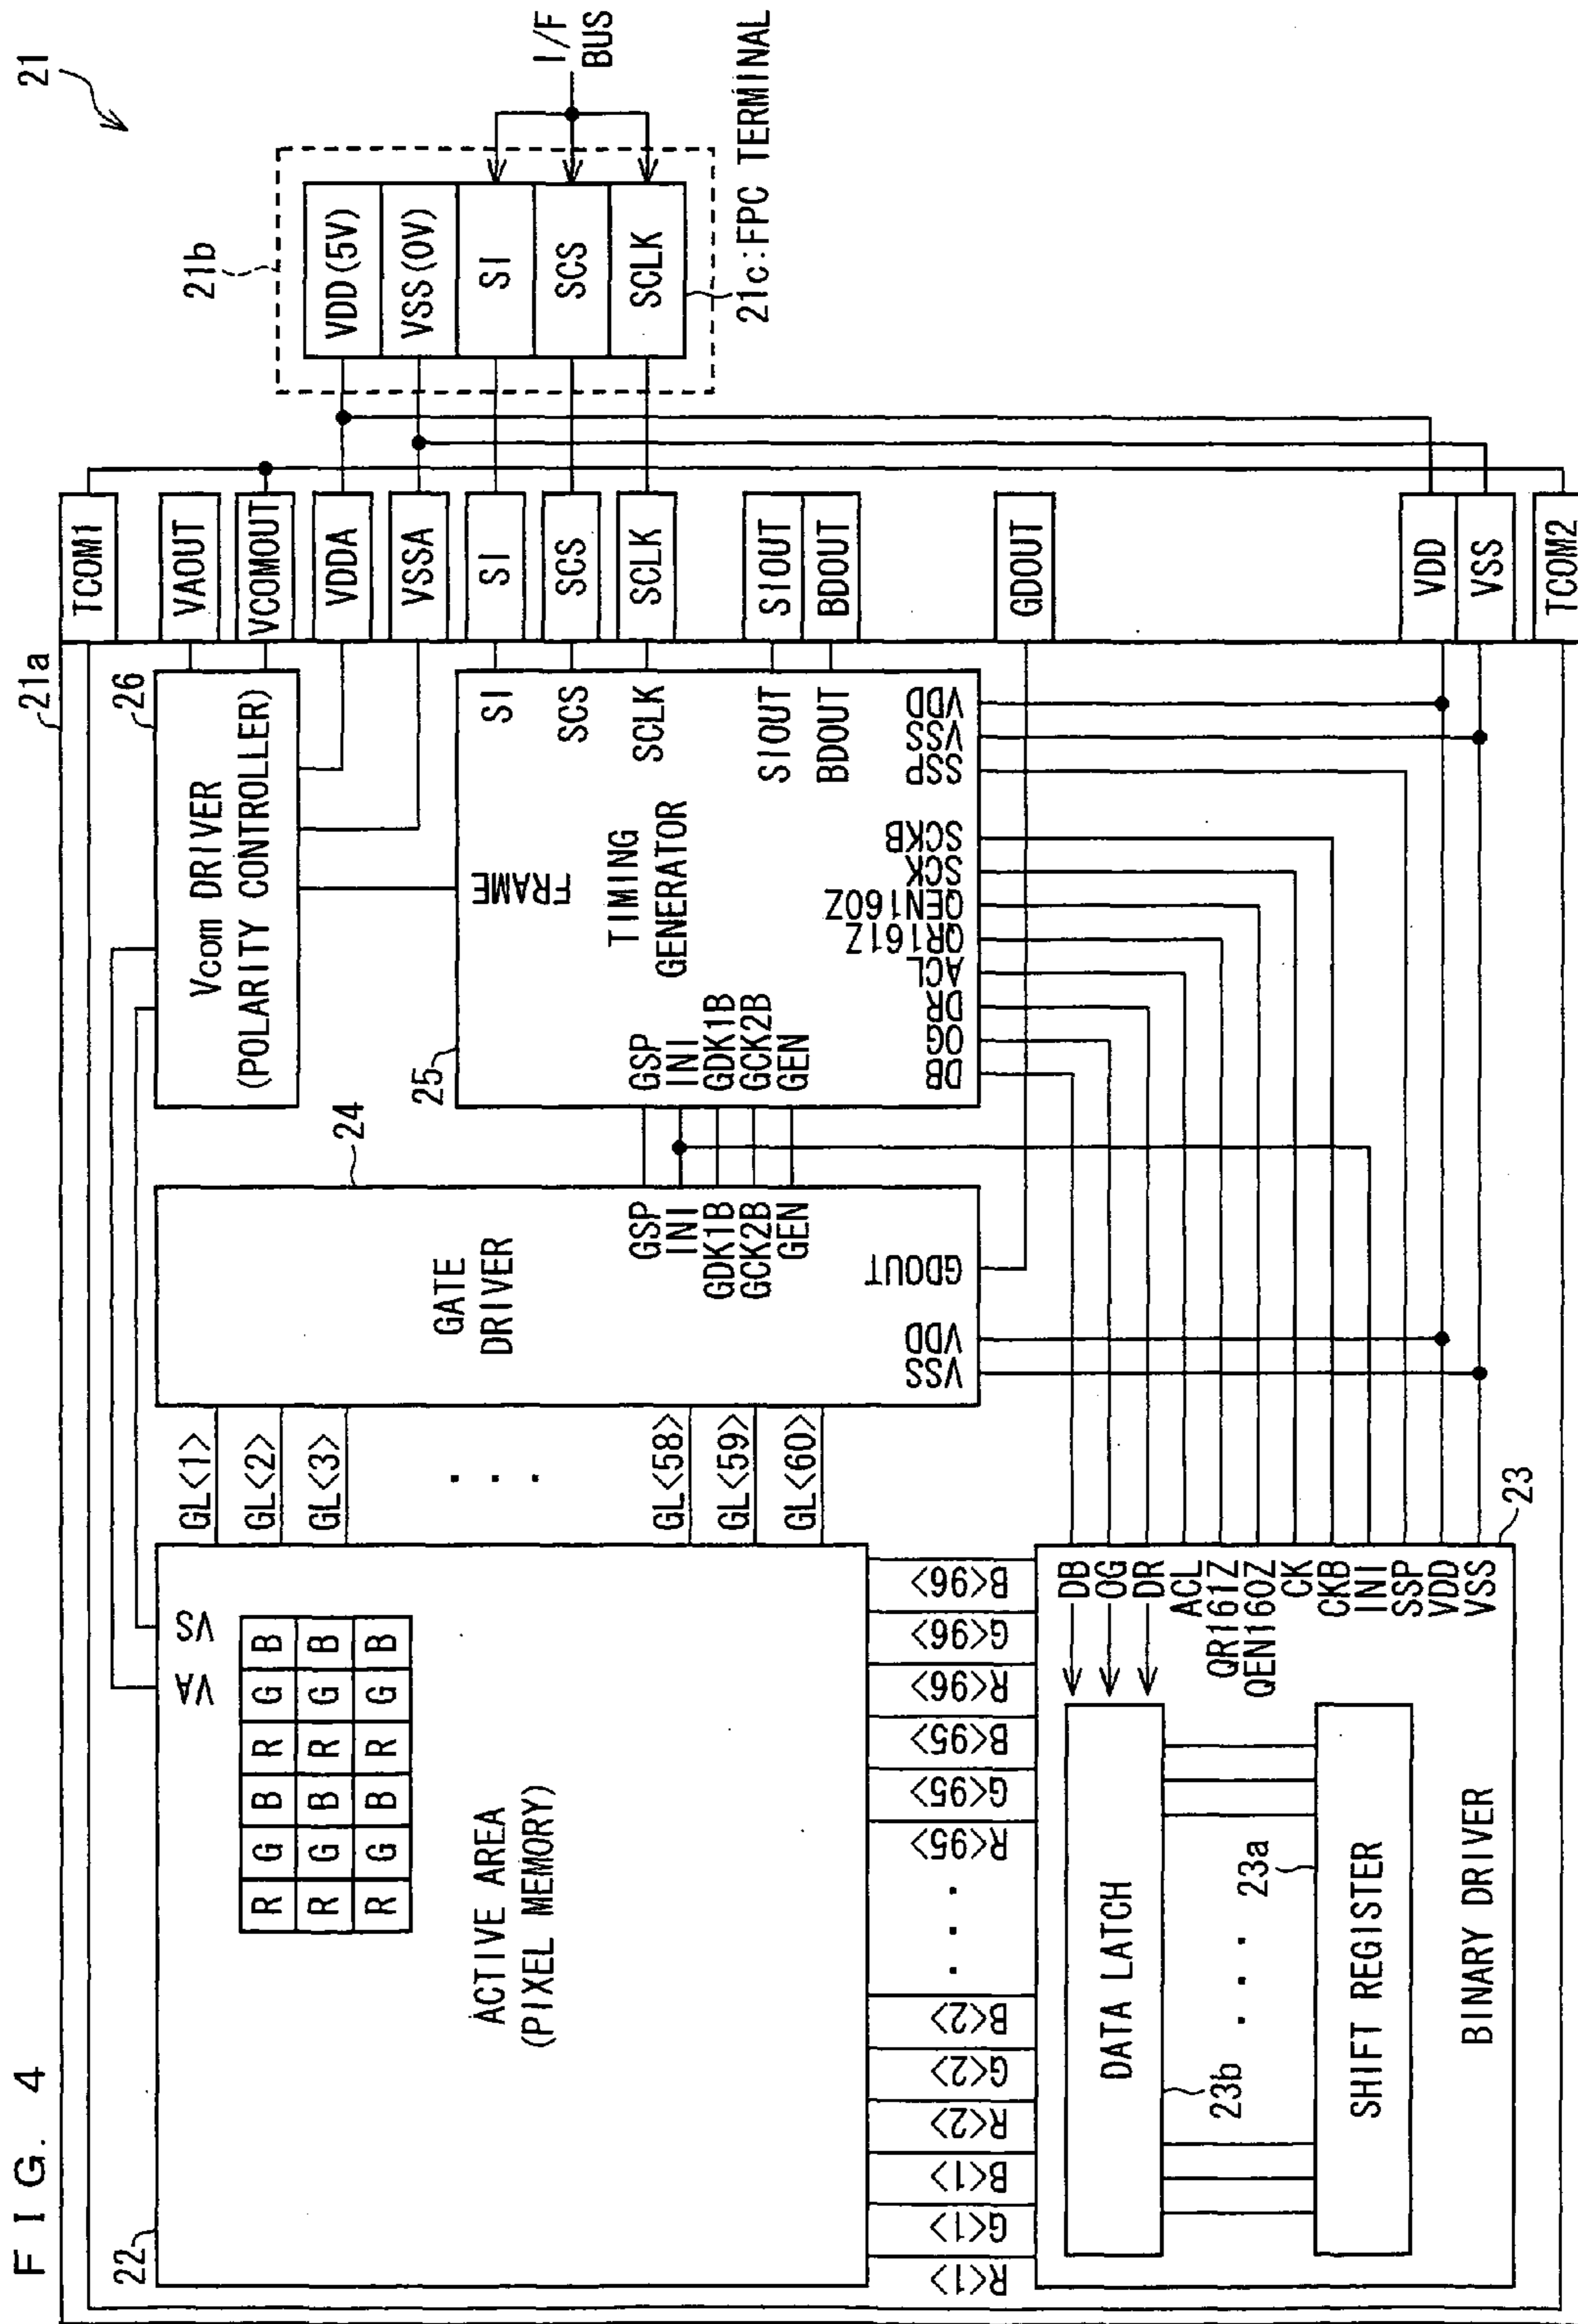 FIG. 4
21
21a
22
ACTIVE AREA
(PIXEL MEMORY)
R G B R G B
R G B R G B
R G B R G B
VA
VS
GL<1>
GL<2>
GL<3>
. . .
GL<58>
GL<59>
GL<60>
24
GATE
DRIVER
GSP
INI
GDK1B
GCK2B
GEN
VSS
VDD
GDOUT
26
Vcom DRIVER
(POLARITY CONTROLLER)
25
FRAME
TIMING
GENERATOR
GSP
INI
GDK1B
GCK2B
GEN
SI
SCS
SCLK
SIOUT
BDOUT
DB
OG
DR
ACL
QR161Z
QEN160Z
SCK
SCKB
SSP
VSS
VDD
TCOM1
VAOUT
VCOMOUT
VDDA
VSSA
SI
SCS
SCLK
SIOUT
BDOUT
GDOUT
VDD
VSS
TCOM2
21b
VDD(5V)
VSS(0V)
SI
SCS
SCLK
21c:FPC TERMINAL
I/F
BUS
R<1>
G<1>
B<1>
R<2>
G<2>
B<2>
. . .
R<95>
G<95>
B<95>
R<96>
G<96>
B<96>
DATA LATCH
23b
. . .
23a
SHIFT REGISTER
BINARY DRIVER
DB
OG
DR
ACL
QR161Z
QEN160Z
CK
CKB
INI
SSP
VDD
VSS
23